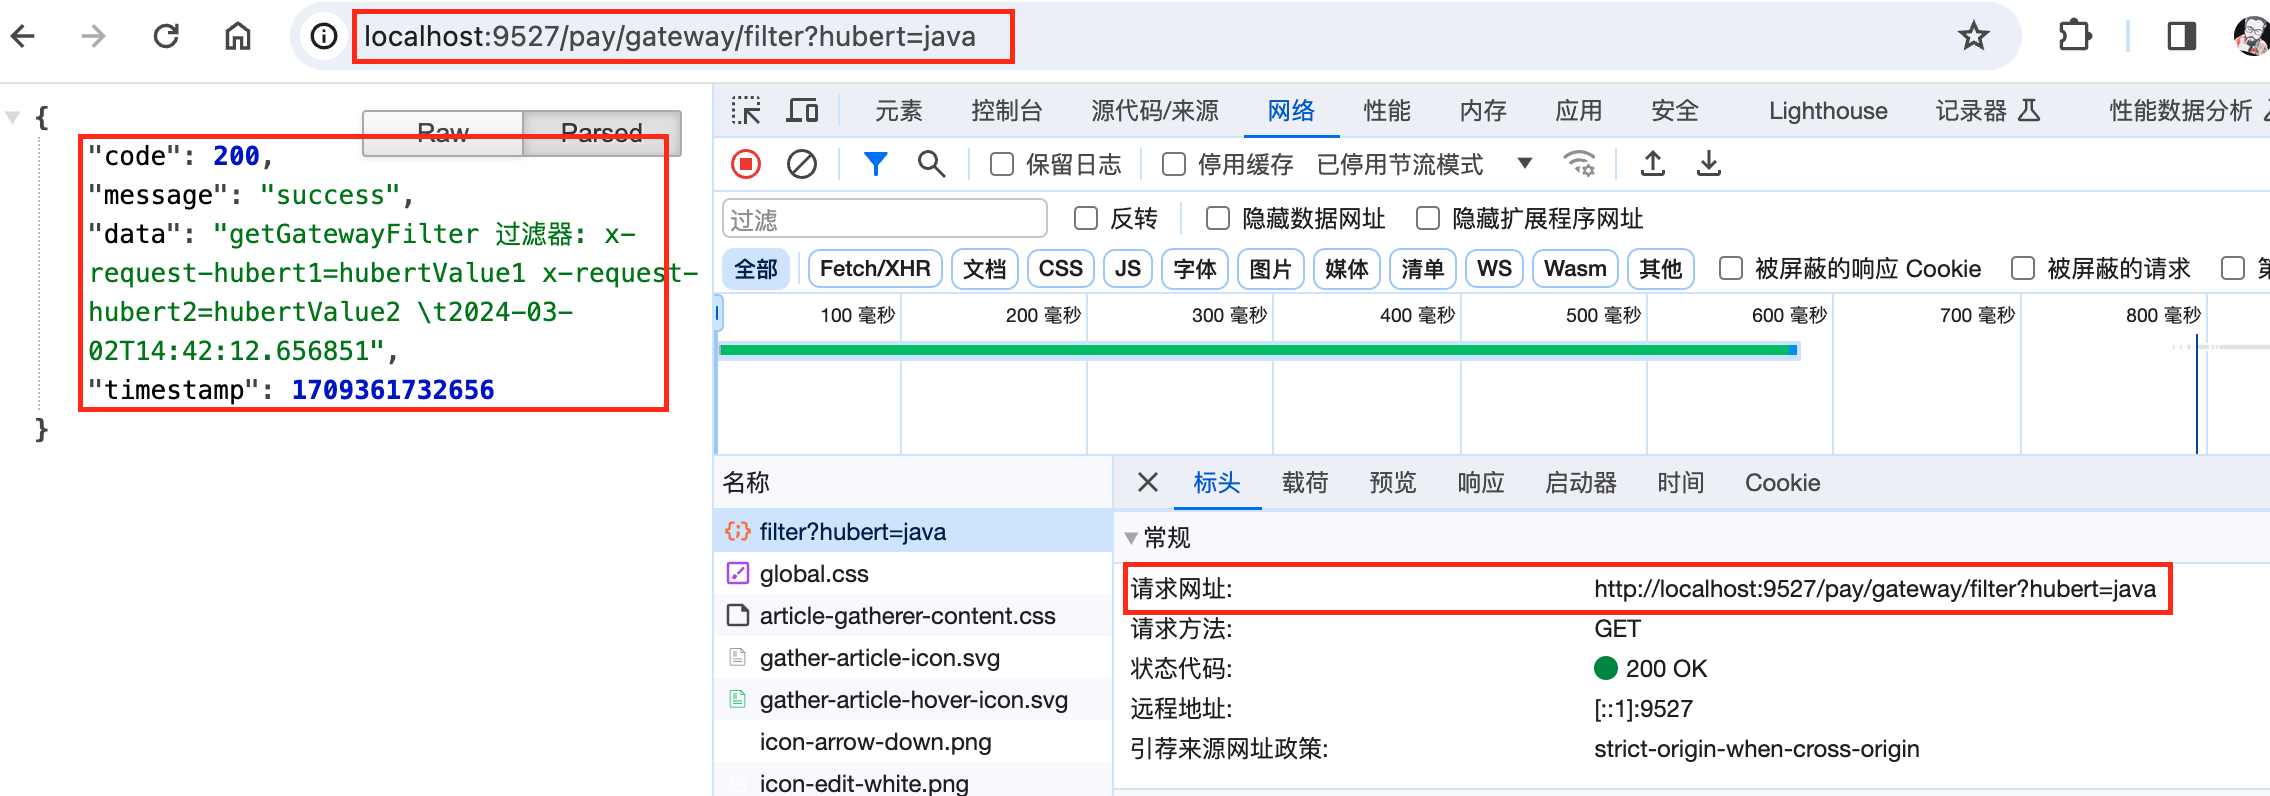 localhost:9527/pay/gateway/filter?hubert=java
{
Raw Parsed
"code": 200,
"message": "success",
"data": "getGatewayFilter 过滤器: x-
request-hubert1=hubertValue1 x-request-
hubert2=hubertValue2 \t2024-03-
02T14:42:12.656851",
"timestamp": 1709361732656
}
元素 控制台 源代码/来源 网络 性能 内存 应用 安全 Lighthouse 记录器 性能数据分析
保留日志 停用缓存 已停用节流模式
过滤 反转 隐藏数据网址 隐藏扩展程序网址
全部 Fetch/XHR 文档 CSS JS 字体 图片 媒体 清单 WS Wasm 其他 被屏蔽的响应 Cookie 被屏蔽的请求
100 毫秒 200 毫秒 300 毫秒 400 毫秒 500 毫秒 600 毫秒 700 毫秒 800 毫秒
名称
filter?hubert=java
global.css
article-gatherer-content.css
gather-article-icon.svg
gather-article-hover-icon.svg
icon-arrow-down.png
icon-edit-white.png
标头 载荷 预览 响应 启动器 时间 Cookie
常规
请求网址: http://localhost:9527/pay/gateway/filter?hubert=java
请求方法: GET
状态代码: 200 OK
远程地址: [::1]:9527
引荐来源网址政策: strict-origin-when-cross-origin